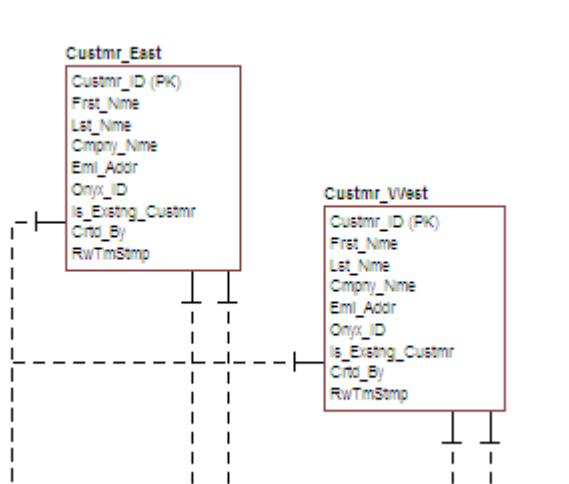 Custmr_East
Custmr_ID (PK)
Frst_Nme
Lst_Nme
Cmpny_Nme
Eml_Addr
Onyx_ID
Is_Exstng_Custmr
Crtd_By
RwTmStmp
Custmr_West
Custmr_ID (PK)
Frst_Nme
Lst_Nme
Cmpny_Nme
Eml_Addr
Onyx_ID
Is_Exstng_Custmr
Crtd_By
RwTmStmp